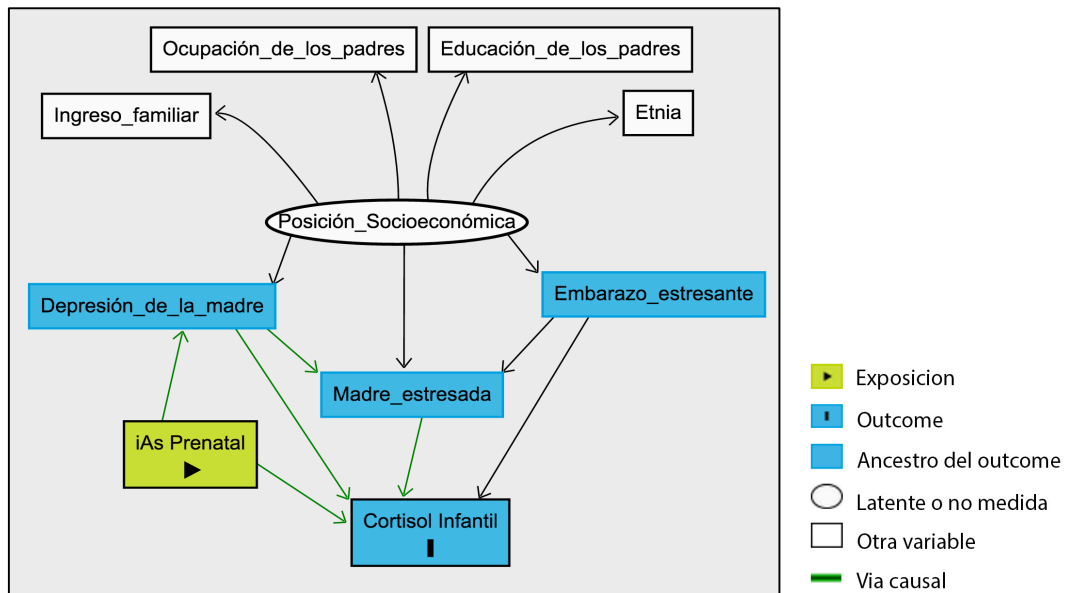 Ocupación_de_los_padres
Educación_de_los_padres
Ingreso_familiar
Etnia
Posición_Socioeconómica
Depresión_de_la_madre
Embarazo_estresante
Madre_estresada
iAs Prenatal
Cortisol Infantil
Exposicion
Outcome
Ancestro del outcome
Latente o no medida
Otra variable
Via causal